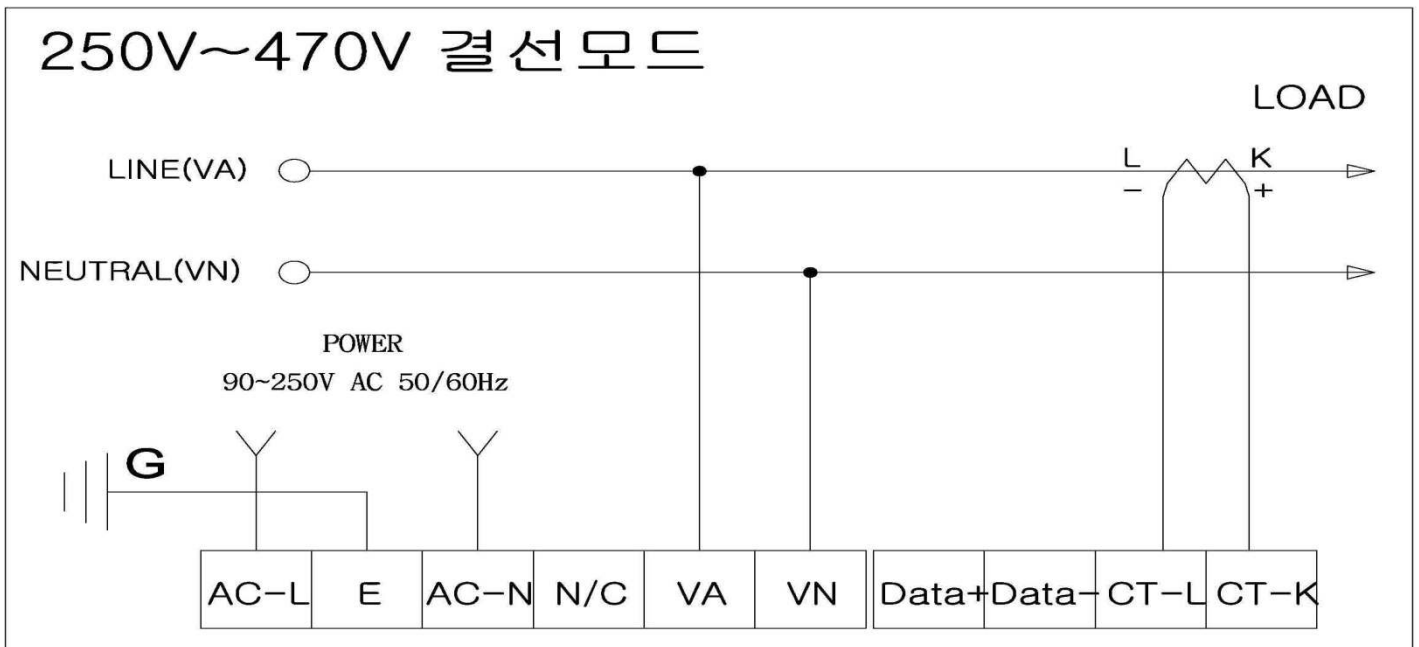 250V～470V 결선모드
LOAD
LINE(VA)
L
K
−
+
NEUTRAL(VN)
POWER
90~250V AC 50/60Hz
G
AC−L E AC−N N/C VA VN Data+ Data− CT−L CT−K